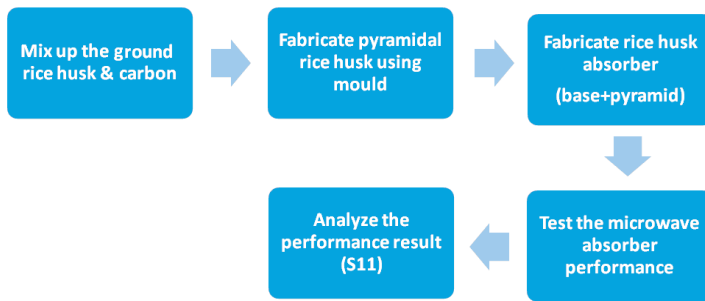 Mix up the ground
rice husk & carbon
Fabricate pyramidal
rice husk using
mould
Fabricate rice husk
absorber
(base+pyramid)
Test the microwave
absorber
performance
Analyze the
performance result
(S11)